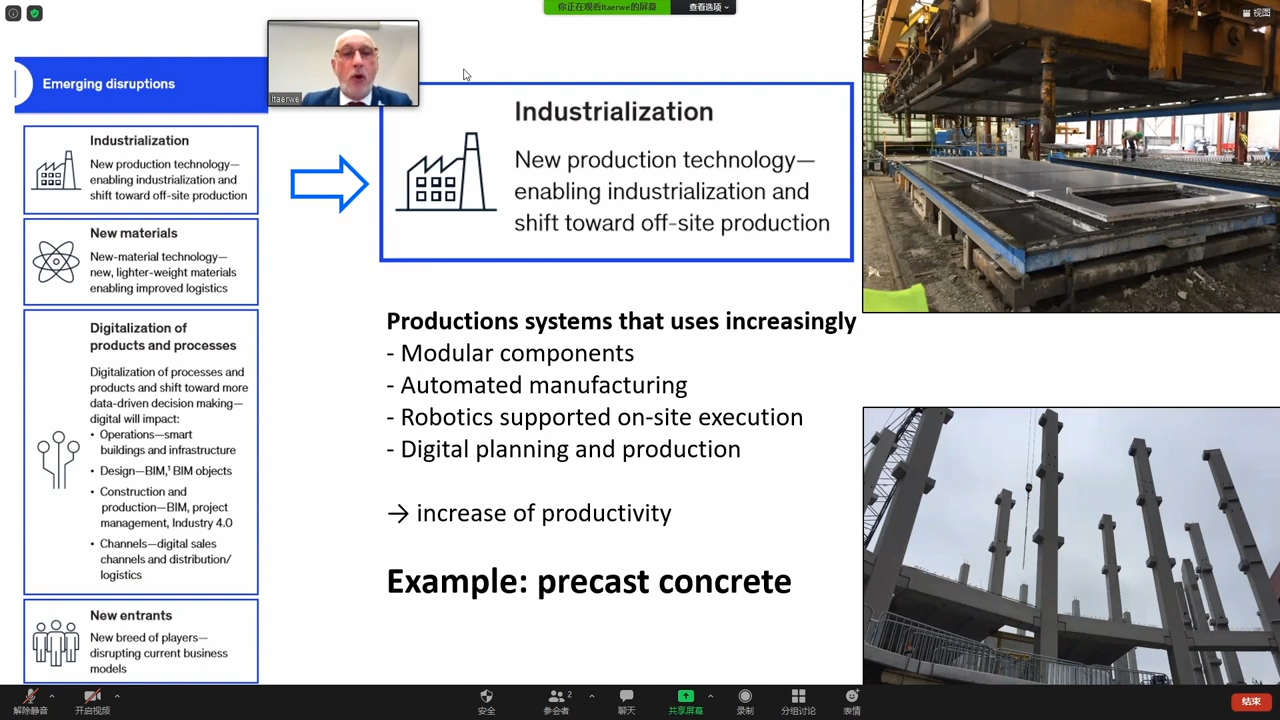 你正在观看ltaerwe的屏幕
查看选项
视图
ltaerwe
Emerging disruptions
Industrialization
New production technology—
enabling industrialization and
shift toward off-site production
New materials
New-material technology—
new, lighter-weight materials
enabling improved logistics
Digitalization of
products and processes
Digitalization of processes and
products and shift toward more
data-driven decision making—
digital will impact:
• Operations—smart
buildings and infrastructure
• Design—BIM,¹ BIM objects
• Construction and
production—BIM, project
management, Industry 4.0
• Channels—digital sales
channels and distribution/
logistics
New entrants
New breed of players—
disrupting current business
models
Industrialization
New production technology—
enabling industrialization and
shift toward off-site production
Productions systems that uses increasingly
- Modular components
- Automated manufacturing
- Robotics supported on-site execution
- Digital planning and production
→ increase of productivity
Example: precast concrete
解除静音
开启视频
安全
参会者
2
聊天
共享屏幕
录制
分组讨论
表情
结束